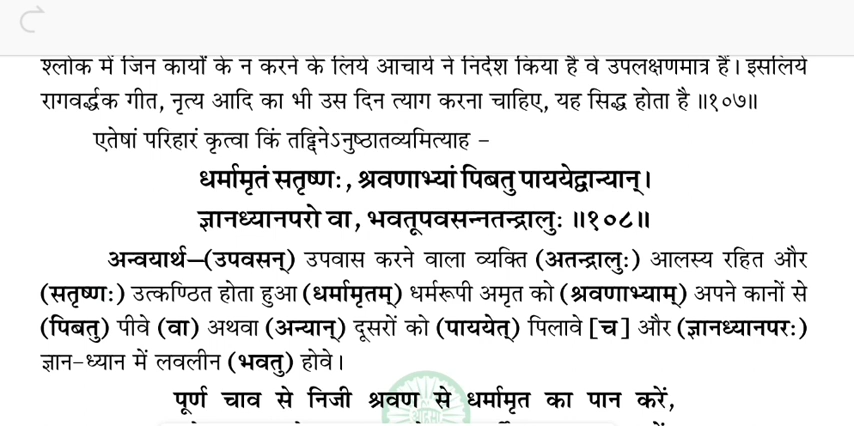 श्लोक में जिन कार्यों के न करने के लिये आचार्य ने निर्देश किया है वे उपलक्षणमात्र हैं। इसलिये
रागवर्द्धक गीत, नृत्य आदि का भी उस दिन त्याग करना चाहिए, यह सिद्ध होता है ॥१०७॥
एतेषां परिहारं कृत्वा किं तद्दिनेऽनुष्ठातव्यमित्याह –
धर्मामृतं सतृष्णः, श्रवणाभ्यां पिबतु पाययेद्वान्यान्।
ज्ञानध्यानपरो वा, भवतूपवसन्नतन्द्रालुः ॥१०८॥
अन्वयार्थ–(उपवसन्) उपवास करने वाला व्यक्ति (अतन्द्रालुः) आलस्य रहित और
(सतृष्णः) उत्कण्ठित होता हुआ (धर्मामृतम्) धर्मरूपी अमृत को (श्रवणाभ्याम्) अपने कानों से
(पिबतु) पीवे (वा) अथवा (अन्यान्) दूसरों को (पाययेत्) पिलावे [च] और (ज्ञानध्यानपरः)
ज्ञान-ध्यान में लवलीन (भवतु) होवे।
पूर्ण चाव से निजी श्रवण से धर्मामृत का पान करें,